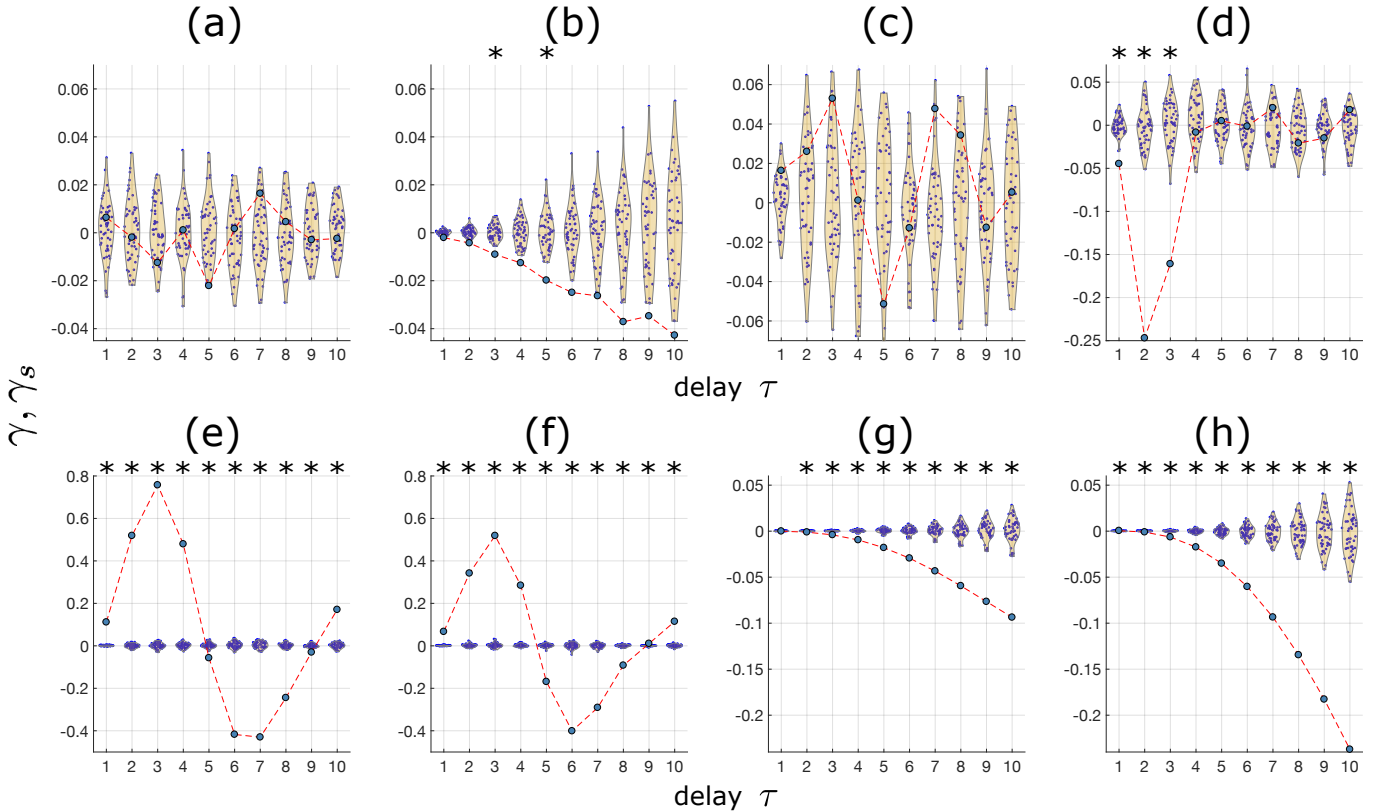 (a) (b) (c) (d)
* * * * *
0.06 0.06 0.06 0.05
0.04 0.04 0.04 0
0.02 0.02 0.02 -0.05
0 0 0 -0.1
-0.02 -0.02 -0.02 -0.15
-0.04 -0.04 -0.04 -0.2
-0.06 -0.25
1 2 3 4 5 6 7 8 9 10 1 2 3 4 5 6 7 8 9 10 1 2 3 4 5 6 7 8 9 10 1 2 3 4 5 6 7 8 9 10
delay τ
γ, γₛ
(e) (f) (g) (h)
* * * * * * * * * * * * * * * * * * * * * * * * * * * * * * * * * * * * * * *
0.8 0.8 0.05 0.05
0.6 0.6 0 0
0.4 0.4 -0.05 -0.05
0.2 0.2 -0.1 -0.1
0 0 -0.15 -0.15
-0.2 -0.2 -0.2 -0.2
-0.4 -0.4
1 2 3 4 5 6 7 8 9 10 1 2 3 4 5 6 7 8 9 10 1 2 3 4 5 6 7 8 9 10 1 2 3 4 5 6 7 8 9 10
delay τ